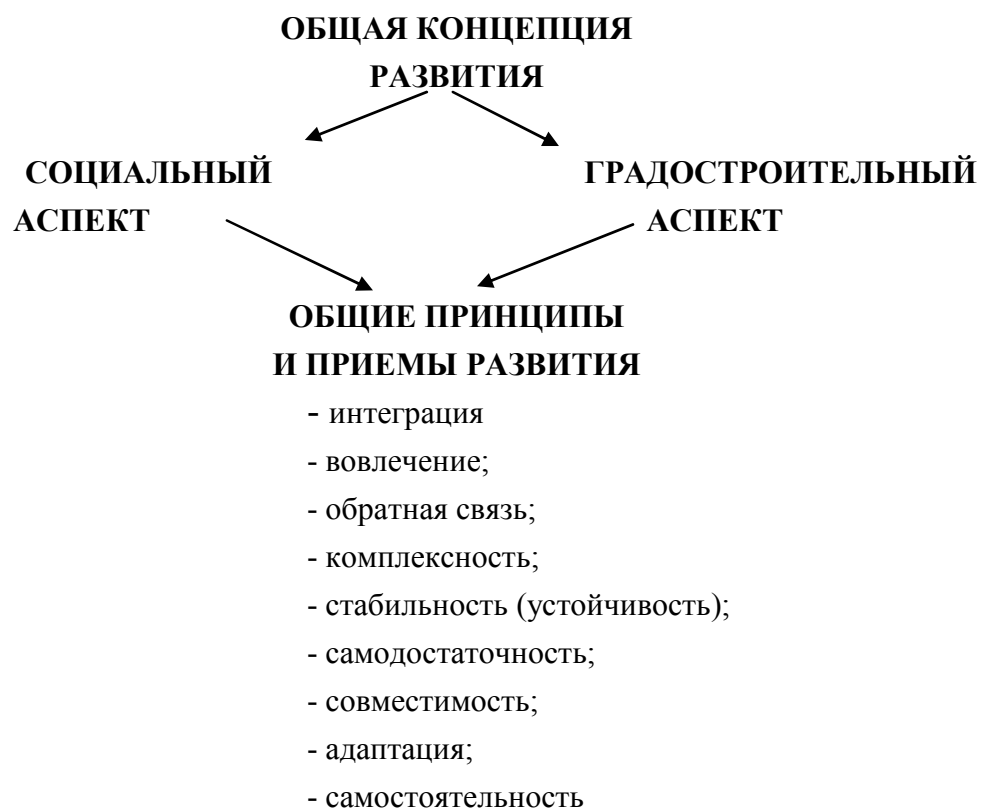 ОБЩАЯ КОНЦЕПЦИЯ
РАЗВИТИЯ
СОЦИАЛЬНЫЙ
АСПЕКТ
ГРАДОСТРОИТЕЛЬНЫЙ
АСПЕКТ
ОБЩИЕ ПРИНЦИПЫ
И ПРИЕМЫ РАЗВИТИЯ
- интеграция
- вовлечение;
- обратная связь;
- комплексность;
- стабильность (устойчивость);
- самодостаточность;
- совместимость;
- адаптация;
- самостоятельность